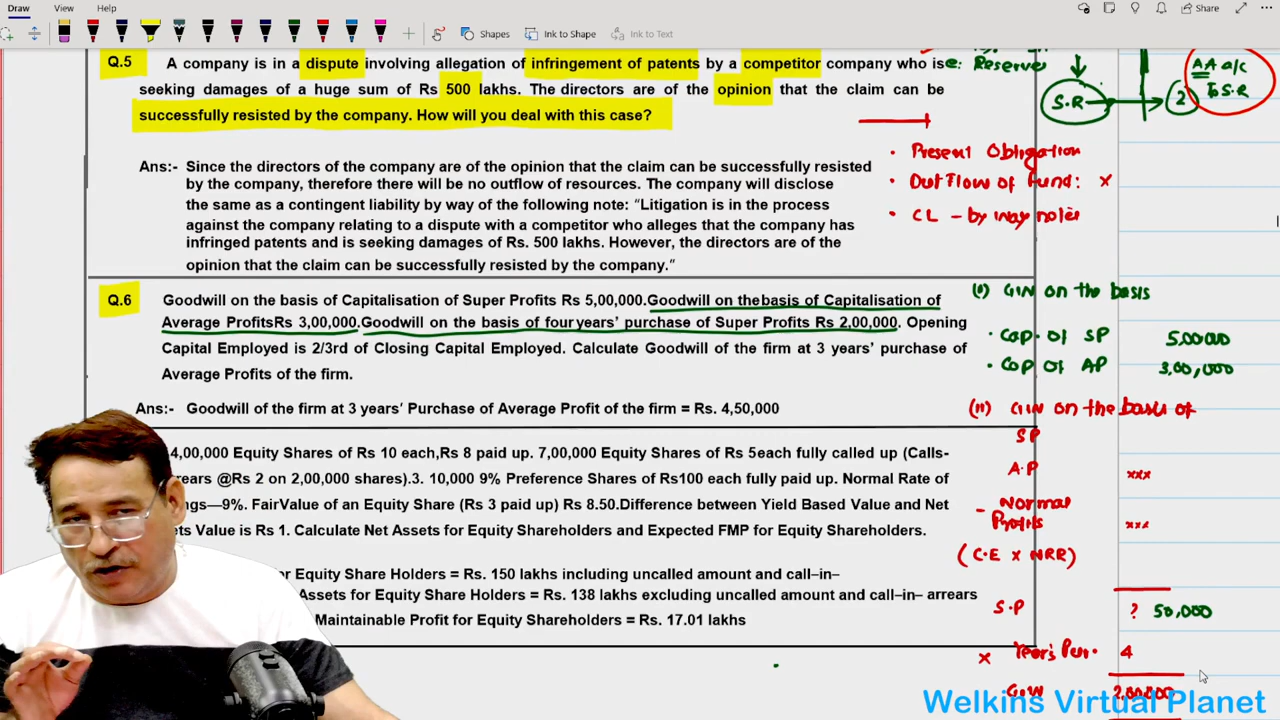 Draw View Help
Share
Shapes Ink to Shape Ink to Text
Q.5 A company is in a dispute involving allegation of infringement of patents by a competitor company who is
seeking damages of a huge sum of Rs 500 lakhs. The directors are of the opinion that the claim can be
successfully resisted by the company. How will you deal with this case?
Ans:- Since the directors of the company are of the opinion that the claim can be successfully resisted
by the company, therefore there will be no outflow of resources. The company will disclose
the same as a contingent liability by way of the following note: “Litigation is in the process
against the company relating to a dispute with a competitor who alleges that the company has
infringed patents and is seeking damages of Rs. 500 lakhs. However, the directors are of the
opinion that the claim can be successfully resisted by the company.”
Q.6 Goodwill on the basis of Capitalisation of Super Profits Rs 5,00,000.Goodwill on thebasis of Capitalisation of
Average ProfitsRs 3,00,000.Goodwill on the basis of fouryears’ purchase of Super Profits Rs 2,00,000. Opening
Capital Employed is 2/3rd of Closing Capital Employed. Calculate Goodwill of the firm at 3 years’ purchase of
Average Profits of the firm.
Ans:- Goodwill of the firm at 3 years’ Purchase of Average Profit of the firm = Rs. 4,50,000
4,00,000 Equity Shares of Rs 10 each,Rs 8 paid up. 7,00,000 Equity Shares of Rs 5each fully called up (Calls-
rears @Rs 2 on 2,00,000 shares).3. 10,000 9% Preference Shares of Rs100 each fully paid up. Normal Rate of
ngs—9%. FairValue of an Equity Share (Rs 3 paid up) Rs 8.50.Difference between Yield Based Value and Net
ets Value is Rs 1. Calculate Net Assets for Equity Shareholders and Expected FMP for Equity Shareholders.
or Equity Share Holders = Rs. 150 lakhs including uncalled amount and call–in–
Assets for Equity Share Holders = Rs. 138 lakhs excluding uncalled amount and call–in– arrears
Maintainable Profit for Equity Shareholders = Rs. 17.01 lakhs
Reserve
S.R 2
AA a/c
To S.R
• Present Obligation
• Out Flow of Fund: x
• CL – by way notes
(I) G/W on the basis
• Cap. of SP 5,00,000
• Cap of AP 3,00,000
(II) G/W on the basis of
SP
A.P xxx
- Normal
Profits xxx
(C.E x NRR)
S.P ? 50,000
x Year's Pur. 4
G.W 2,00,000
Welkins Virtual Planet